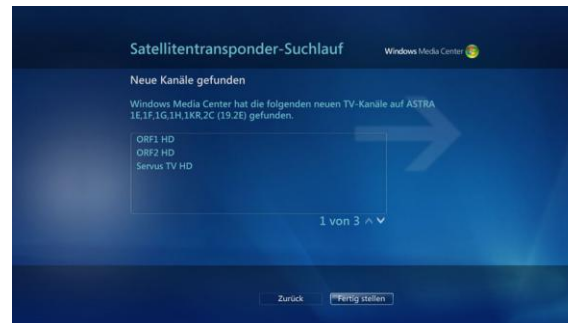 Satellitentransponder-Suchlauf
Windows Media Center
Neue Kanäle gefunden
Windows Media Center hat die folgenden neuen TV-Kanäle auf ASTRA
1E,1F,1G,1H,1KR,2C (19.2E) gefunden.
ORF1 HD
ORF2 HD
Servus TV HD
1 von 3
Zurück
Fertig stellen